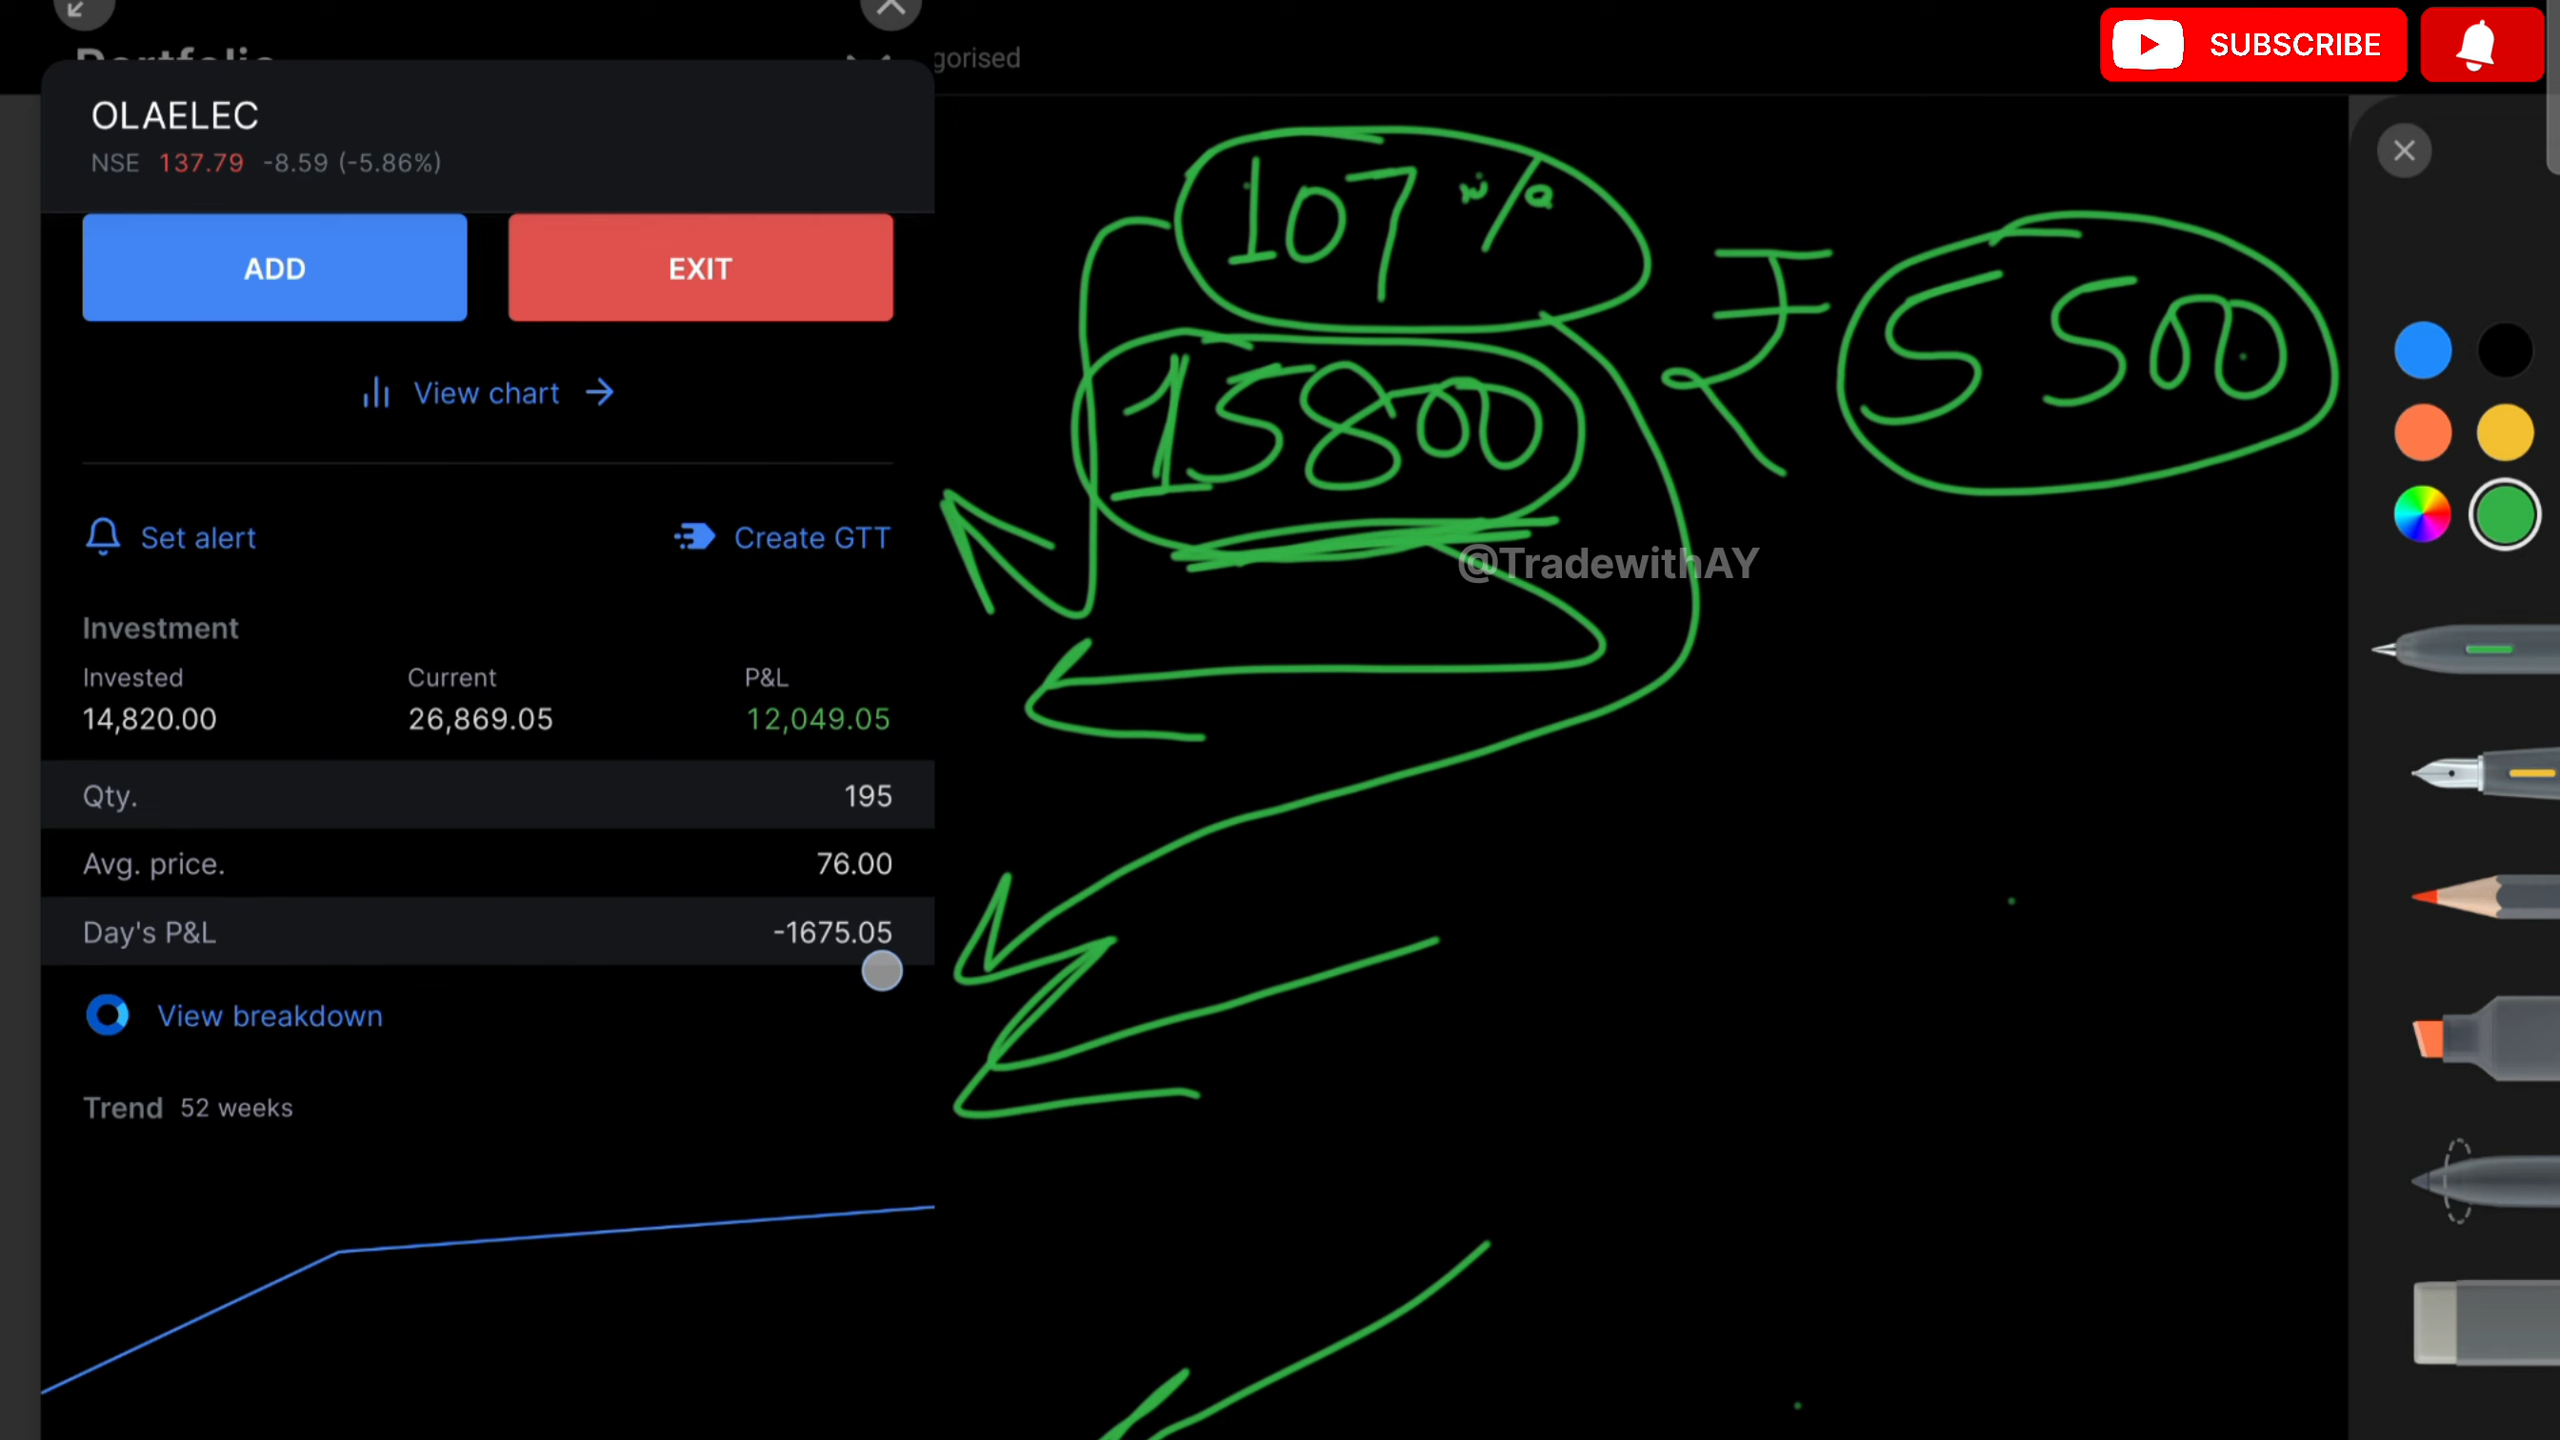 Portfolio
gorised
SUBSCRIBE
OLAELEC
NSE 137.79 -8.59 (-5.86%)
ADD EXIT
View chart
Set alert Create GTT
Investment
Invested Current P&L
14,820.00 26,869.05 12,049.05
Qty. 195
Avg. price. 76.00
Day's P&L -1675.05
View breakdown
Trend 52 weeks
107
15800
₹ 5500
@TradewithAY